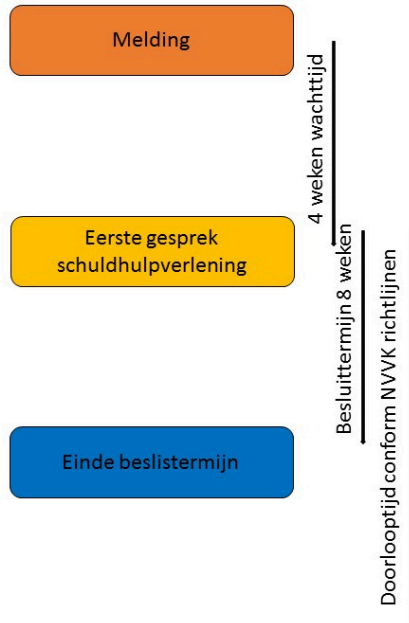 Melding
4 weken wachttijd
Eerste gesprek
schuldhulpverlening
Besluittermijn 8 weken
Doorlooptijd conform NVVK richtlijnen
Einde beslistermijn